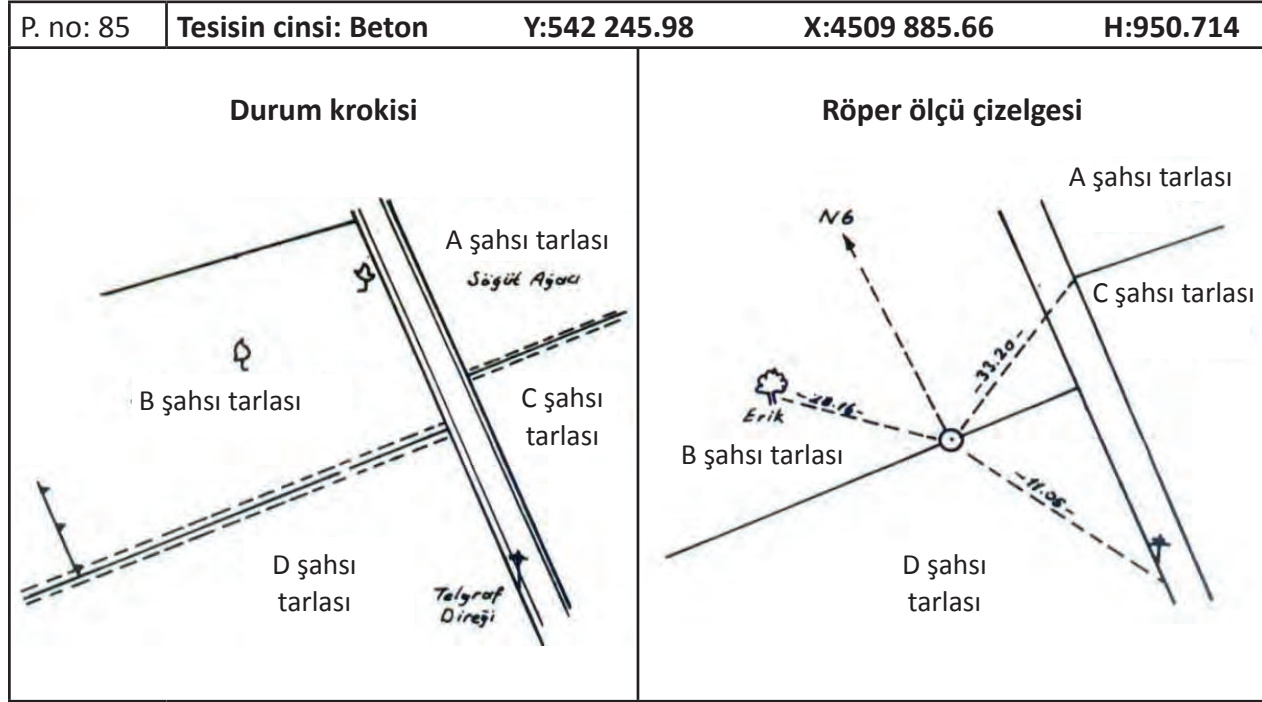 P. no: 85 Tesisin cinsi: Beton Y:542 245.98 X:4509 885.66 H:950.714
Durum krokisi
A şahsı tarlası
Söğüt Ağacı
B şahsı tarlası
C şahsı
tarlası
D şahsı
tarlası
Telgraf
Direği
Röper ölçü çizelgesi
A şahsı tarlası
N6
C şahsı tarlası
-33.20-
Erik
B şahsı tarlası
-11.05-
D şahsı
tarlası